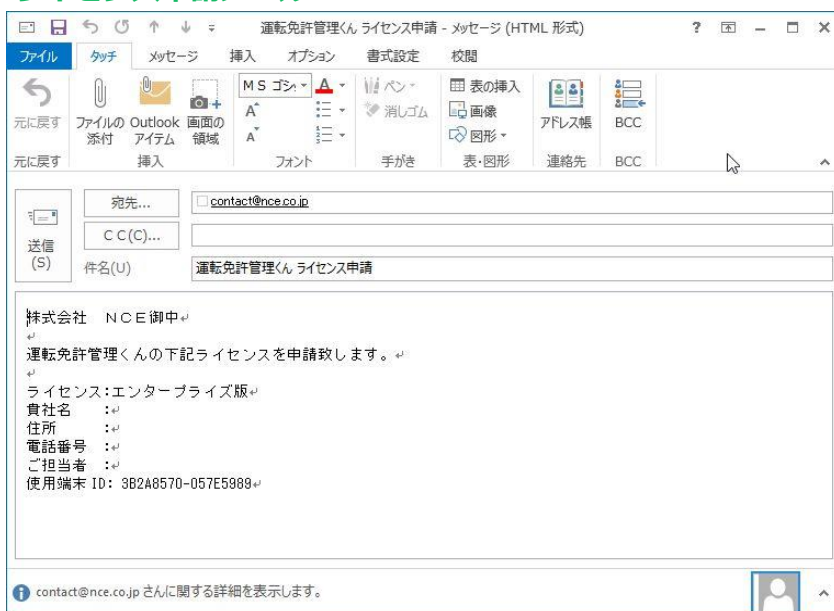 運転免許管理くん ライセンス申請 - メッセージ (HTML 形式)
ファイル タッチ メッセージ 挿入 オプション 書式設定 校閲
元に戻す ファイルの添付 Outlook アイテム 画面の領域 MS ゴシ ペン 消しゴム 表の挿入 画像 図形 アドレス帳 BCC
元に戻す 挿入 フォント 手がき 表・図形 連絡先 BCC
送信(S)
宛先... contact@nce.co.jp
CC(C)...
件名(U) 運転免許管理くん ライセンス申請
株式会社 NCE御中
運転免許管理くんの下記ライセンスを申請致します。
ライセンス:エンタープライズ版
貴社名 :
住所 :
電話番号 :
ご担当者 :
使用端末 ID: 3B2A8570-057E5989
contact@nce.co.jp さんに関する詳細を表示します。